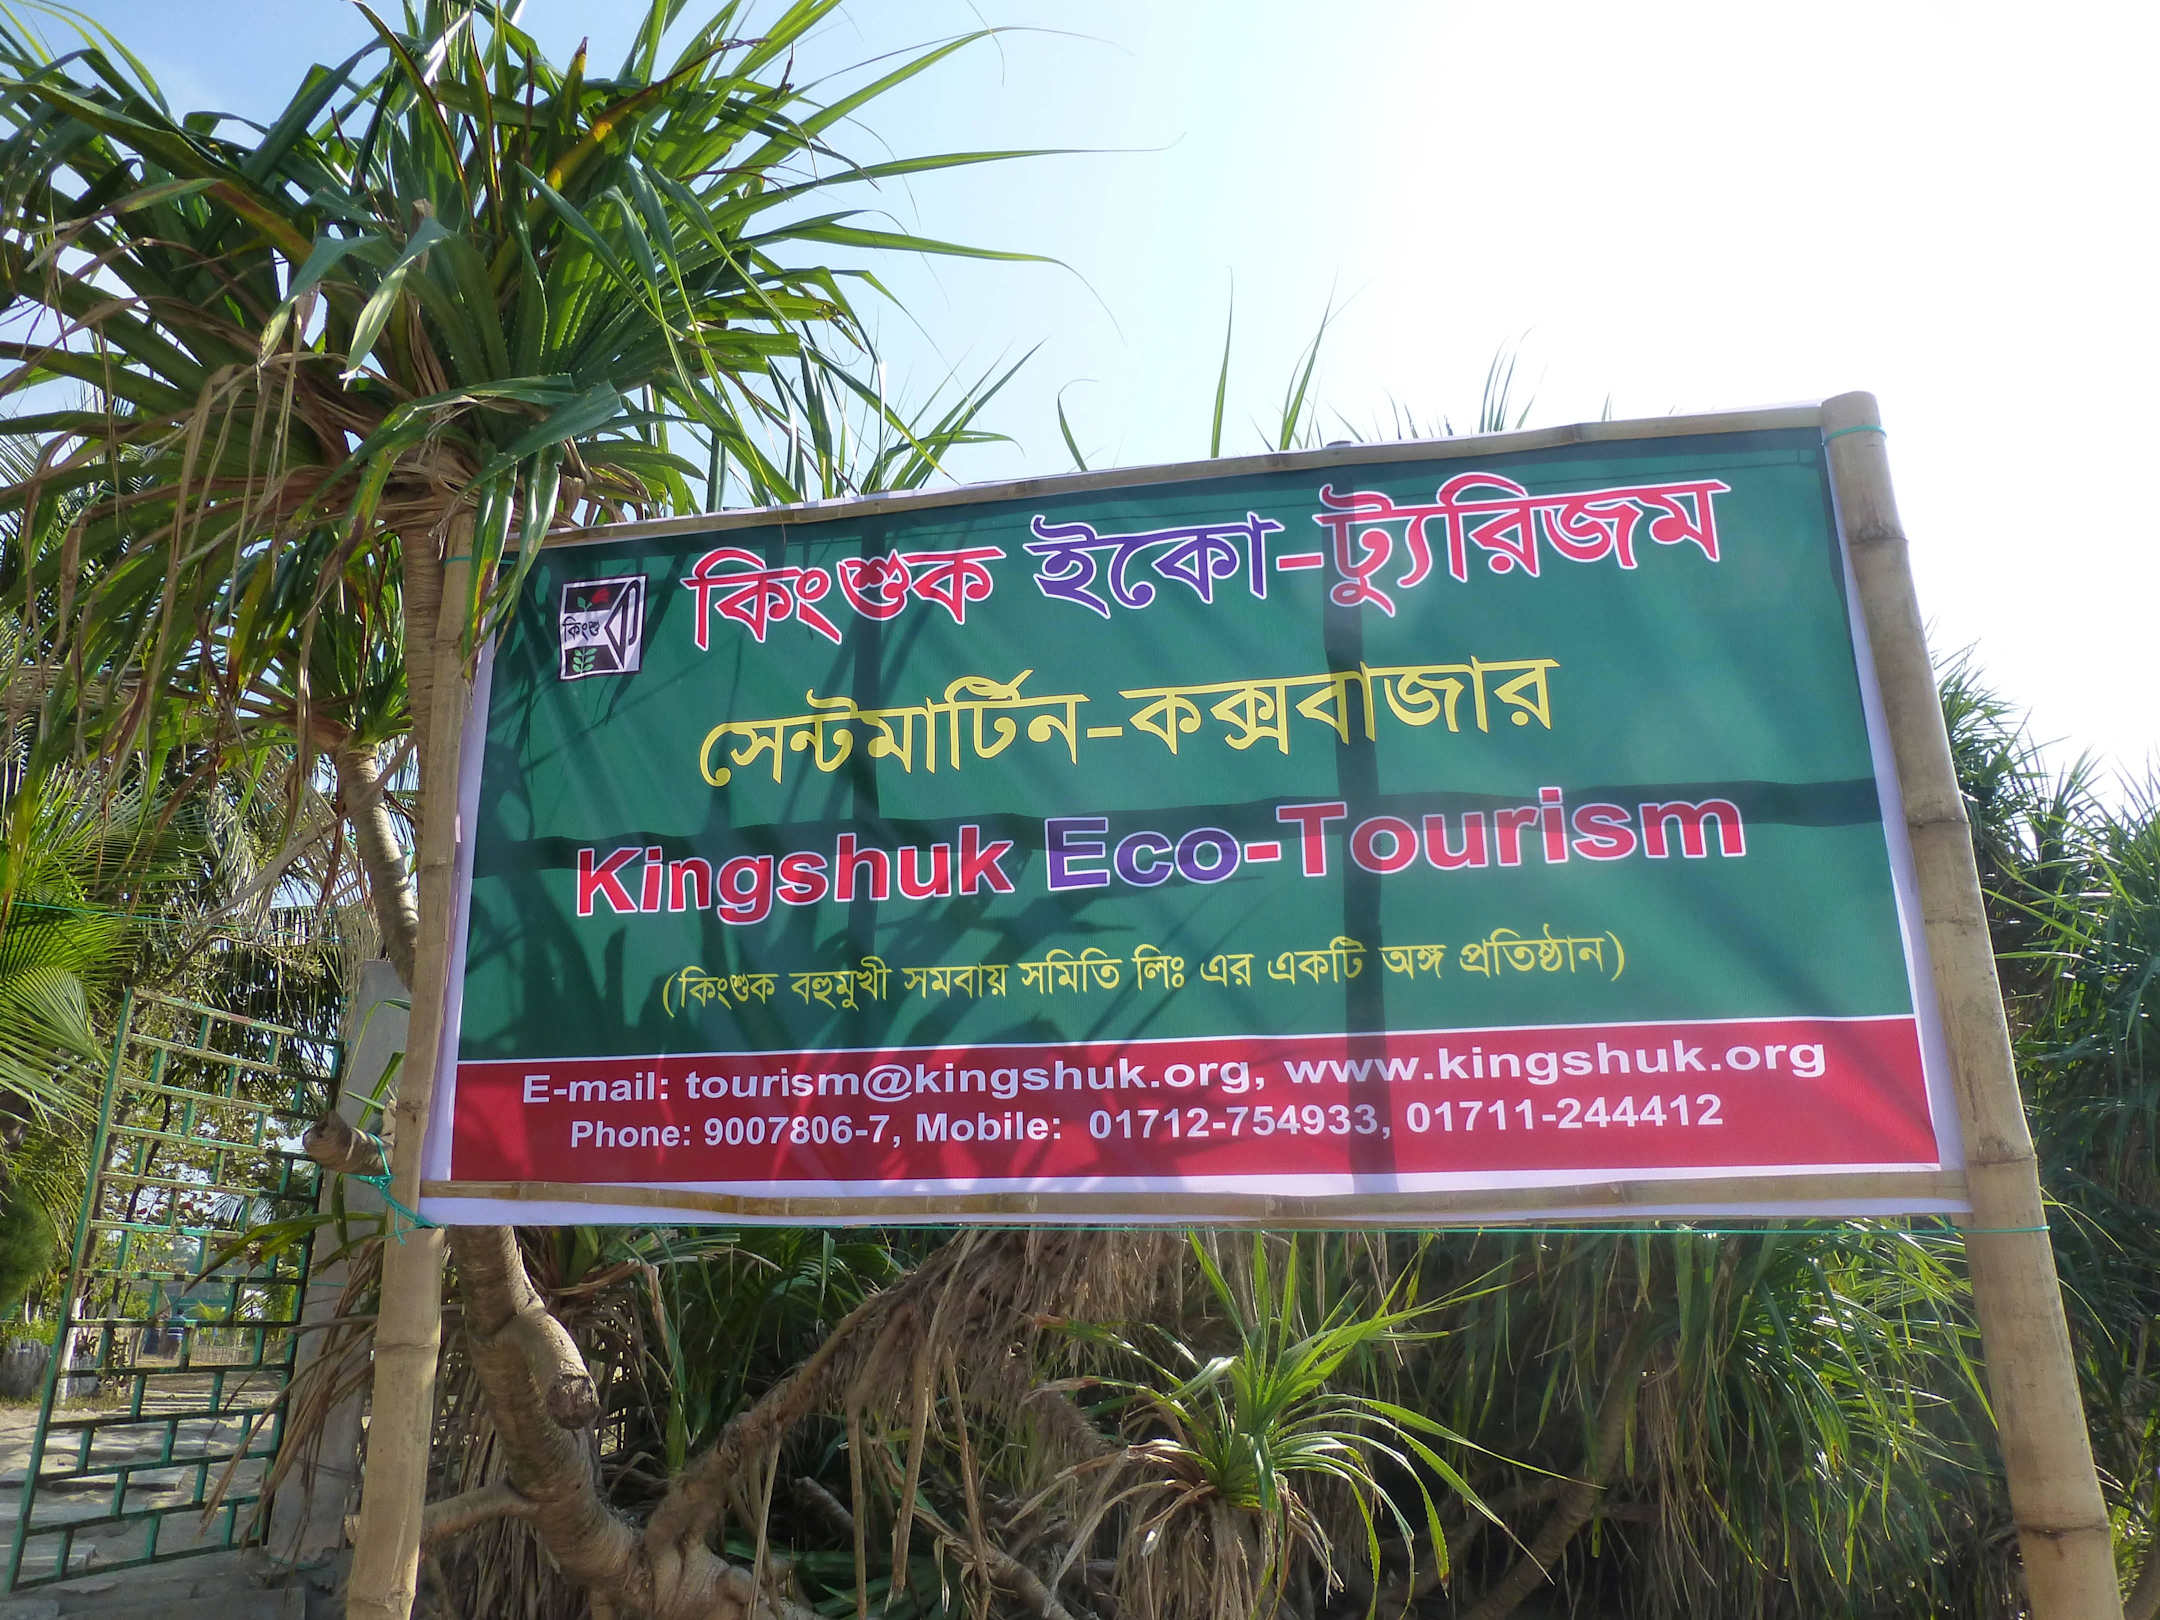 কিংশুক
কিংশুক ইকো-ট্যুরিজম
সেন্টমার্টিন-কক্সবাজার
Kingshuk Eco-Tourism
(কিংশুক বহুমুখী সমবায় সমিতি লিঃ এর একটি অঙ্গ প্রতিষ্ঠান)
E-mail: tourism@kingshuk.org, www.kingshuk.org
Phone: 9007806-7, Mobile: 01712-754933, 01711-244412